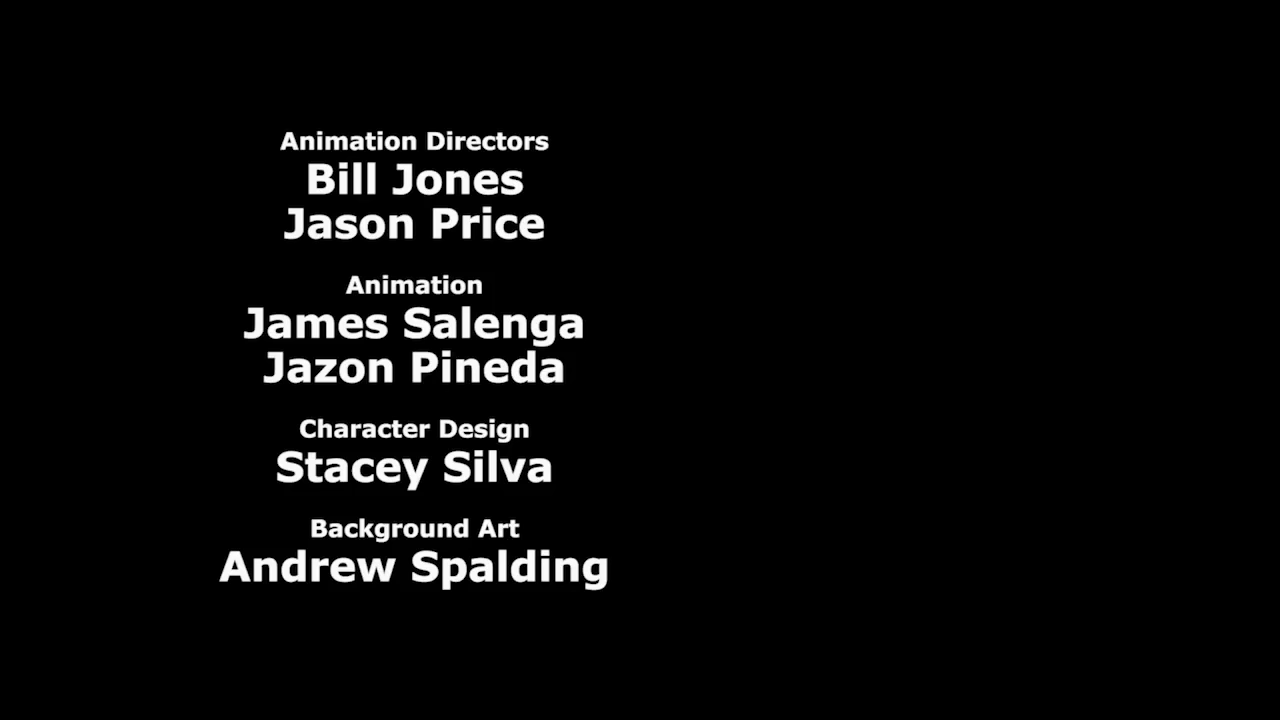 Animation Directors
Bill Jones
Jason Price
Animation
James Salenga
Jazon Pineda
Character Design
Stacey Silva
Background Art
Andrew Spalding